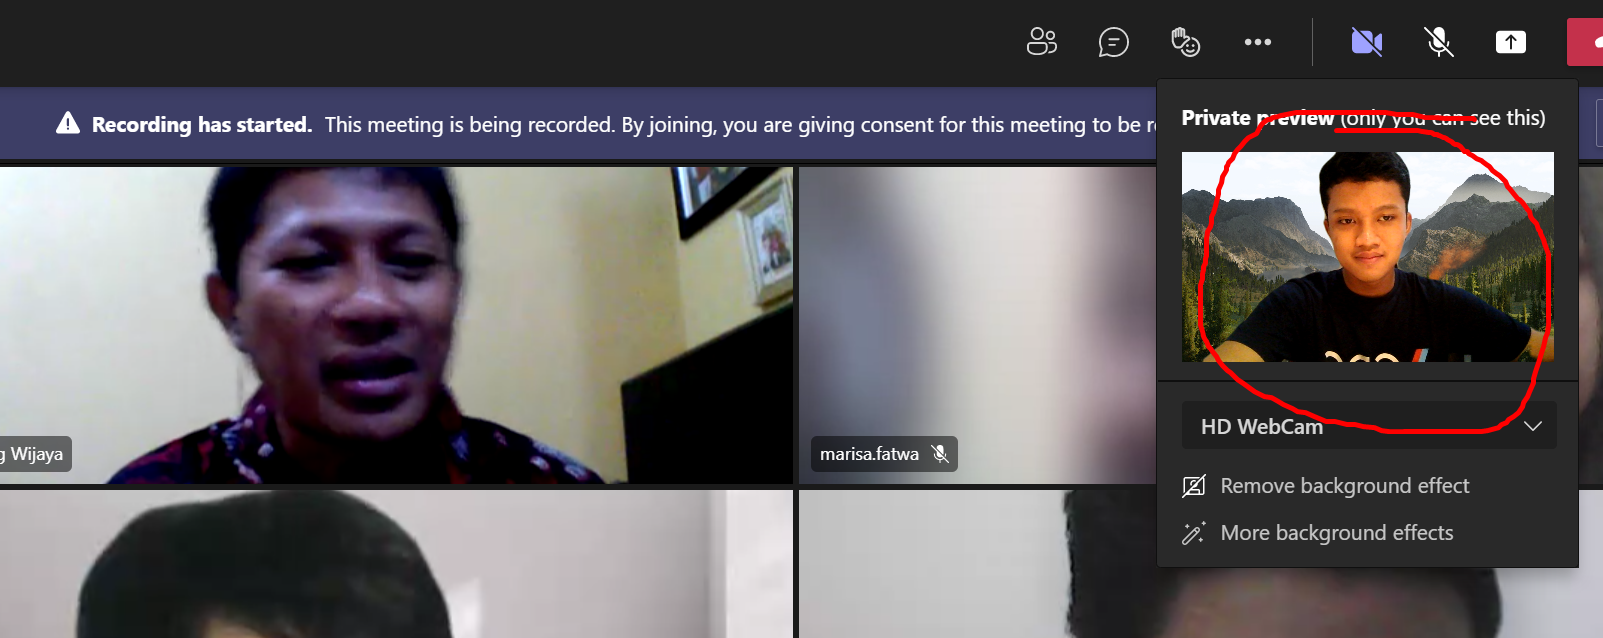 Recording has started. This meeting is being recorded. By joining, you are giving consent for this meeting to be
Private preview (only you can see this)
g Wijaya
marisa.fatwa
HD WebCam
Remove background effect
More background effects